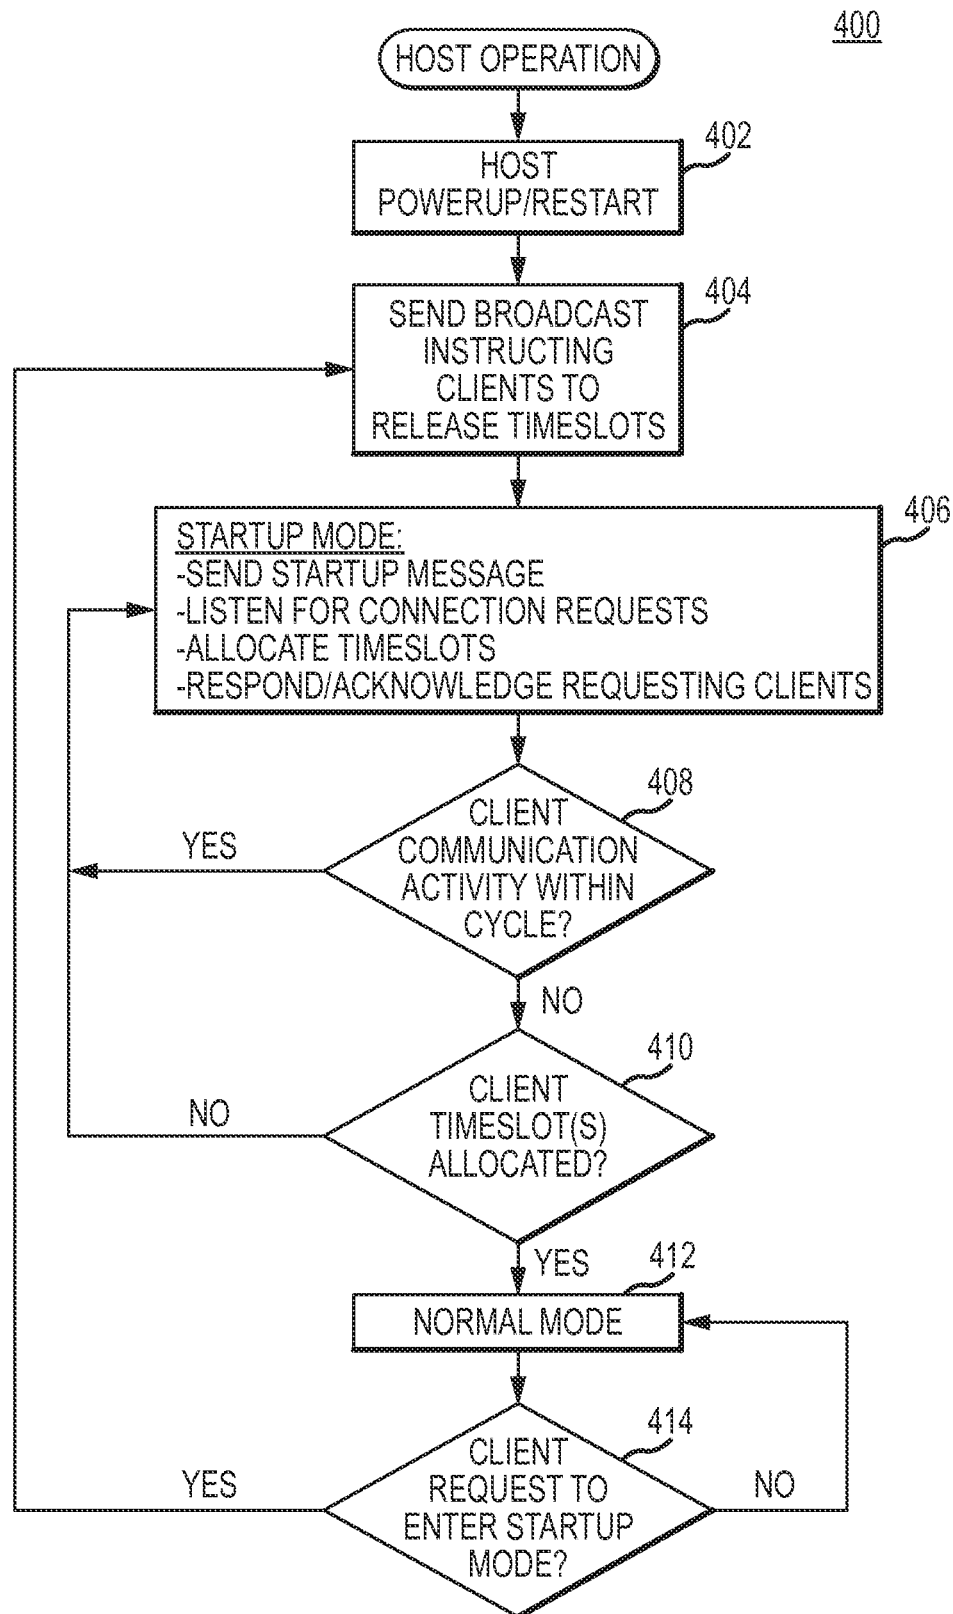 400
HOST OPERATION
402
HOST
POWERUP/RESTART
404
SEND BROADCAST
INSTRUCTING
CLIENTS TO
RELEASE TIMESLOTS
406
STARTUP MODE:
-SEND STARTUP MESSAGE
-LISTEN FOR CONNECTION REQUESTS
-ALLOCATE TIMESLOTS
-RESPOND/ACKNOWLEDGE REQUESTING CLIENTS
408
CLIENT
COMMUNICATION
ACTIVITY WITHIN
CYCLE?
YES
NO
410
CLIENT
TIMESLOT(S)
ALLOCATED?
NO
YES
412
NORMAL MODE
414
CLIENT
REQUEST TO
ENTER STARTUP
MODE?
YES
NO